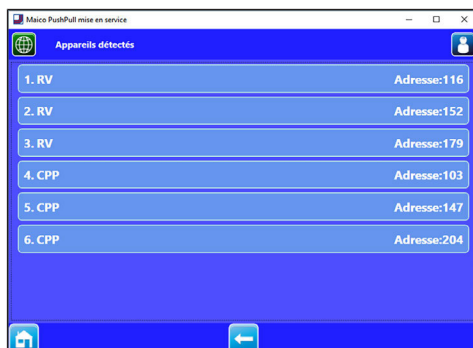 Maico PushPull mise en service
Appareils détectés
1. RV Adresse:116
2. RV Adresse:152
3. RV Adresse:179
4. CPP Adresse:103
5. CPP Adresse:147
6. CPP Adresse:204